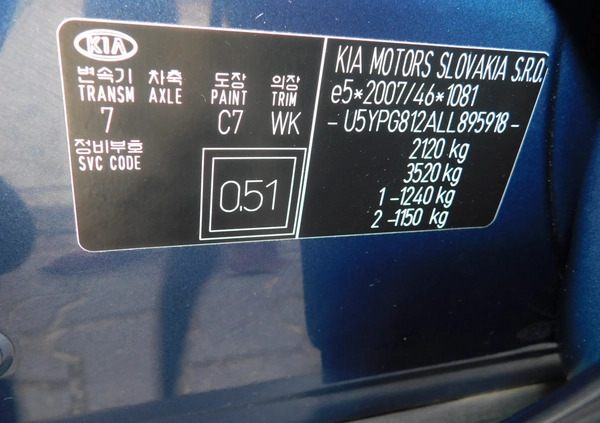 KIA
변속기 차축 도장 의장
TRANSM AXLE PAINT TRIM
7 C7 WK
정비부호
SVC CODE
0.51
KIA MOTORS SLOVAKIA S.R.O.
e5*2007/46*1081
-U5YPG812ALL895918-
2120 kg
3520 kg
1 -1240 kg
2 -1150 kg